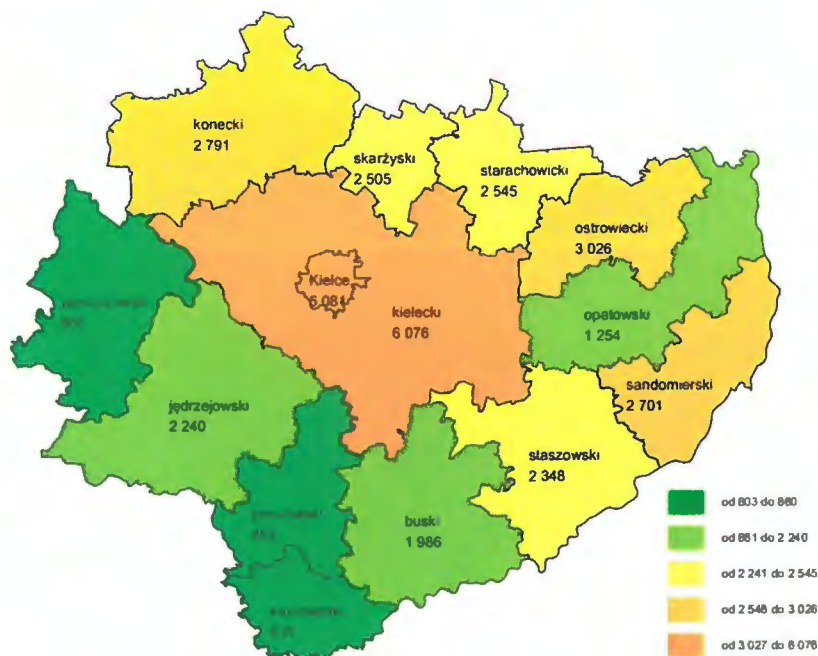 konecki
2 791
skarżyski
2 505
starachowicki
2 545
ostrowiecki
3 026
Kielce
kielecki
6 076
opatowski
1 254
sandomierski
2 701
jędrzejowski
2 240
staszowski
2 348
buski
1 986
od 803 do 860
od 861 do 2 240
od 2 241 do 2 545
od 2 546 do 3 026
od 3 027 do 6 076